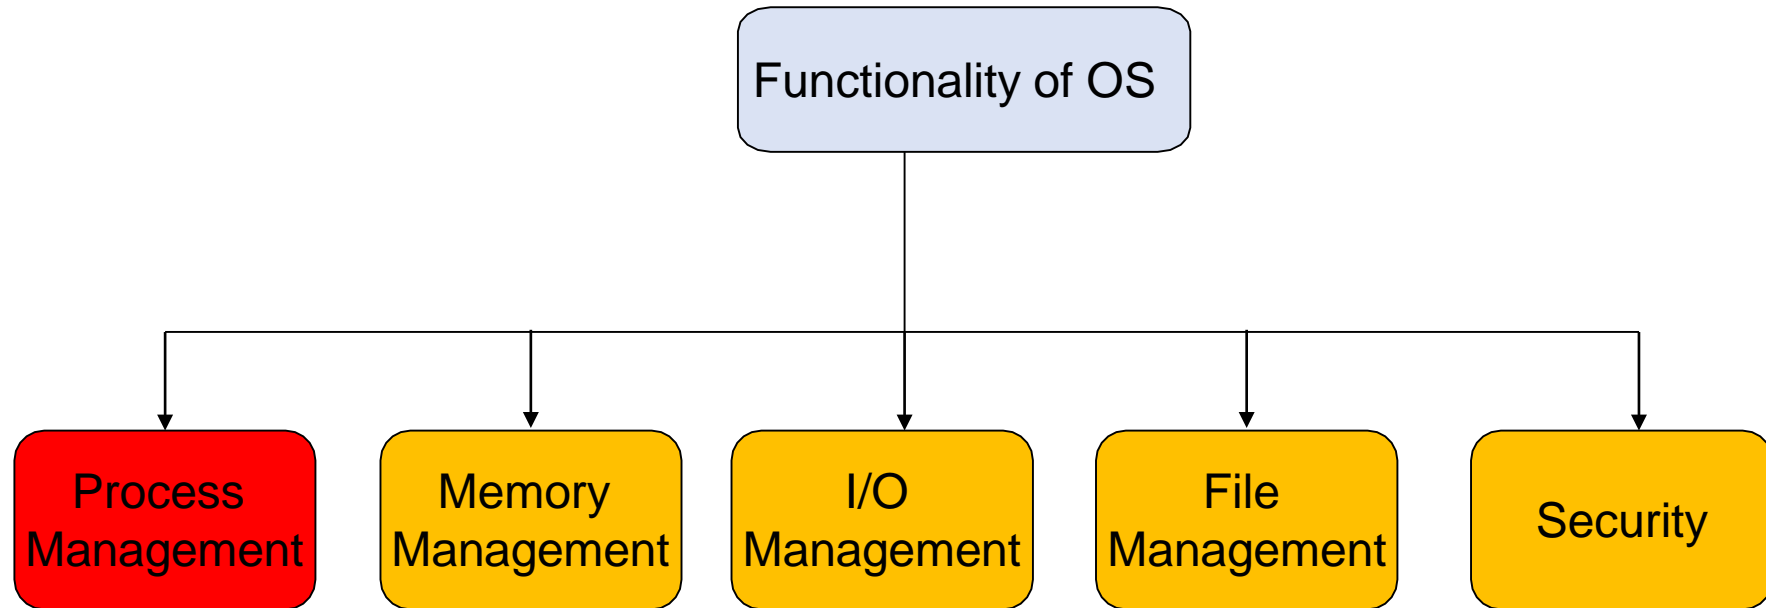 Functionality of OS
Process
Management
Memory
Management
I/O
Management
File
Management
Security